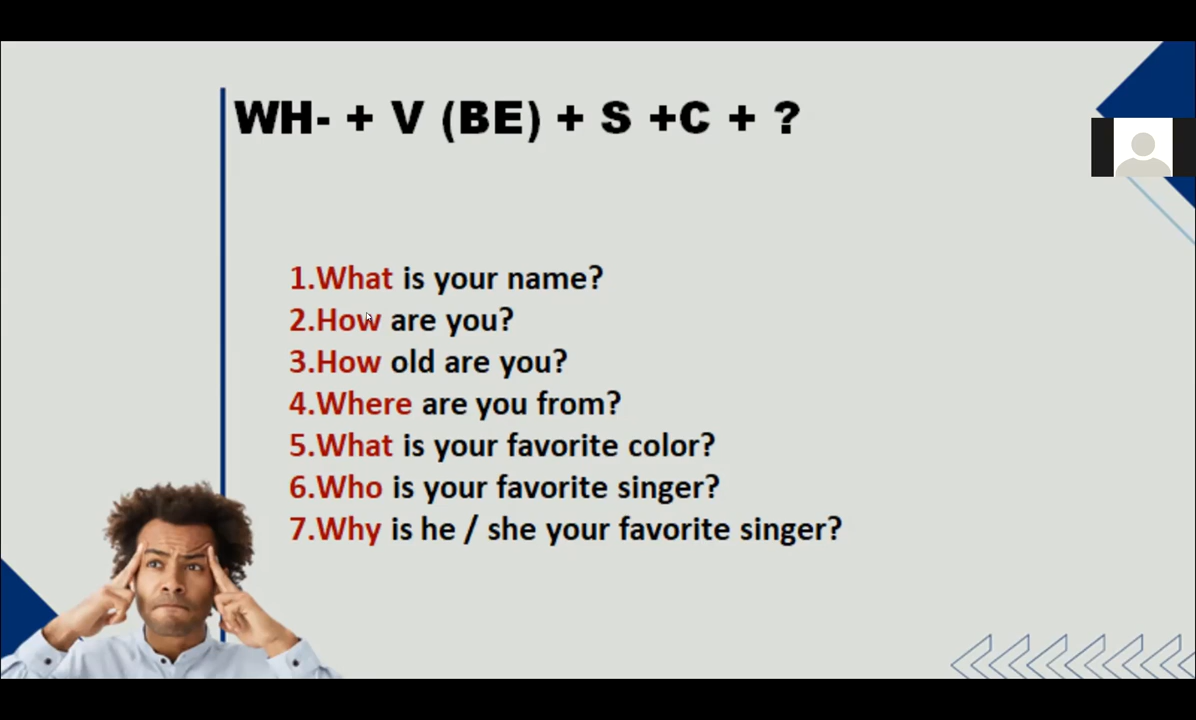 WH- + V (BE) + S +C + ?
1.What is your name?
2.How are you?
3.How old are you?
4.Where are you from?
5.What is your favorite color?
6.Who is your favorite singer?
7.Why is he / she your favorite singer?